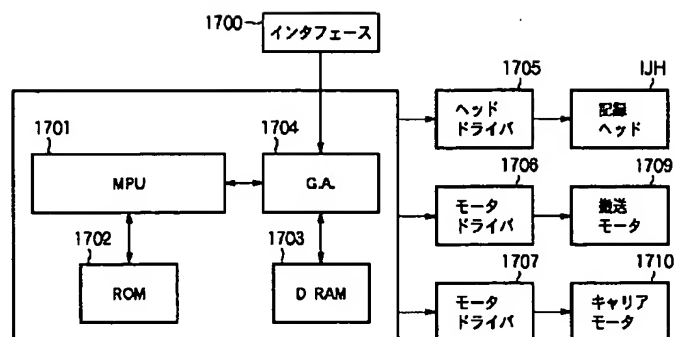 1700
インタフェース
1705
IJH
1701
1704
ヘッド
ドライバ
記録
ヘッド
MPU
G.A.
1706
1709
モータ
ドライバ
搬送
モータ
1702
1703
ROM
D RAM
1707
1710
モータ
ドライバ
キャリア
モータ